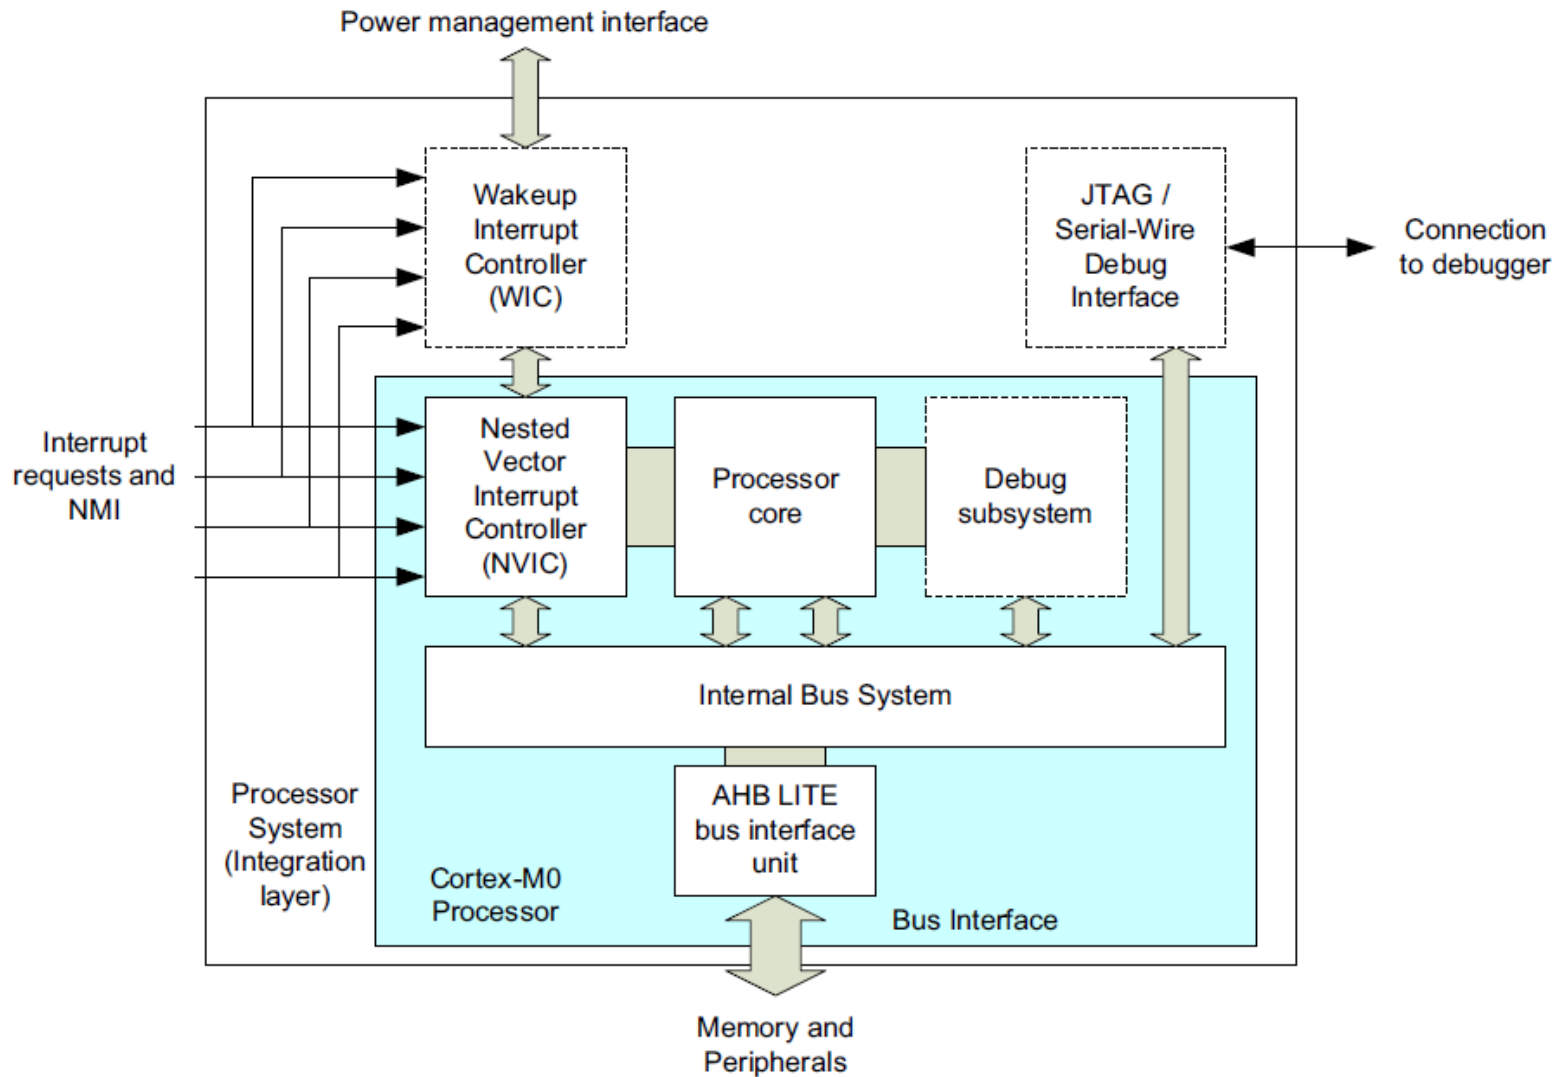 Power management interface
Wakeup
Interrupt
Controller
(WIC)
JTAG /
Serial-Wire
Debug
Interface
Connection
to debugger
Interrupt
requests and
NMI
Nested
Vector
Interrupt
Controller
(NVIC)
Processor
core
Debug
subsystem
Internal Bus System
Processor
System
(Integration
layer)
AHB LITE
bus interface
unit
Cortex-M0
Processor
Bus Interface
Memory and
Peripherals